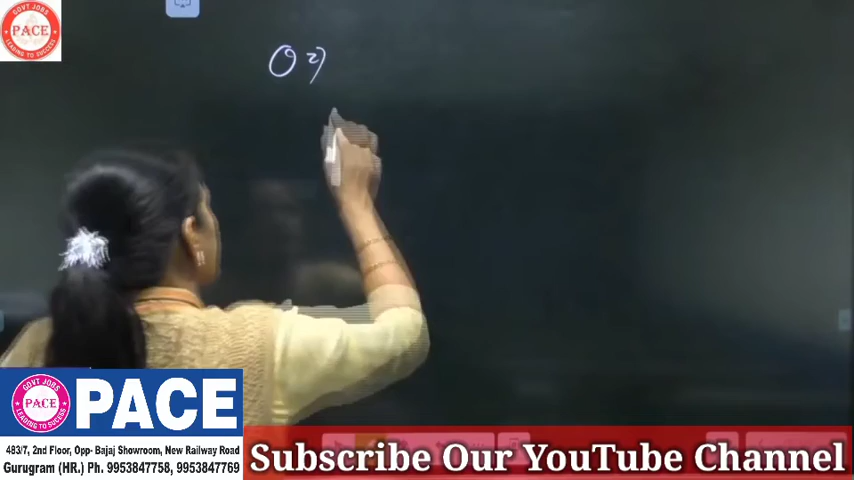 GOVT JOBS
PACE
LEADING TO SUCCESS
GOVT JOBS
PACE
LEADING TO SUCCESS
PACE
483/7, 2nd Floor, Opp- Bajaj Showroom, New Railway Road
Gurugram (HR.) Ph. 9953847758, 9953847769
Subscribe Our YouTube Channel